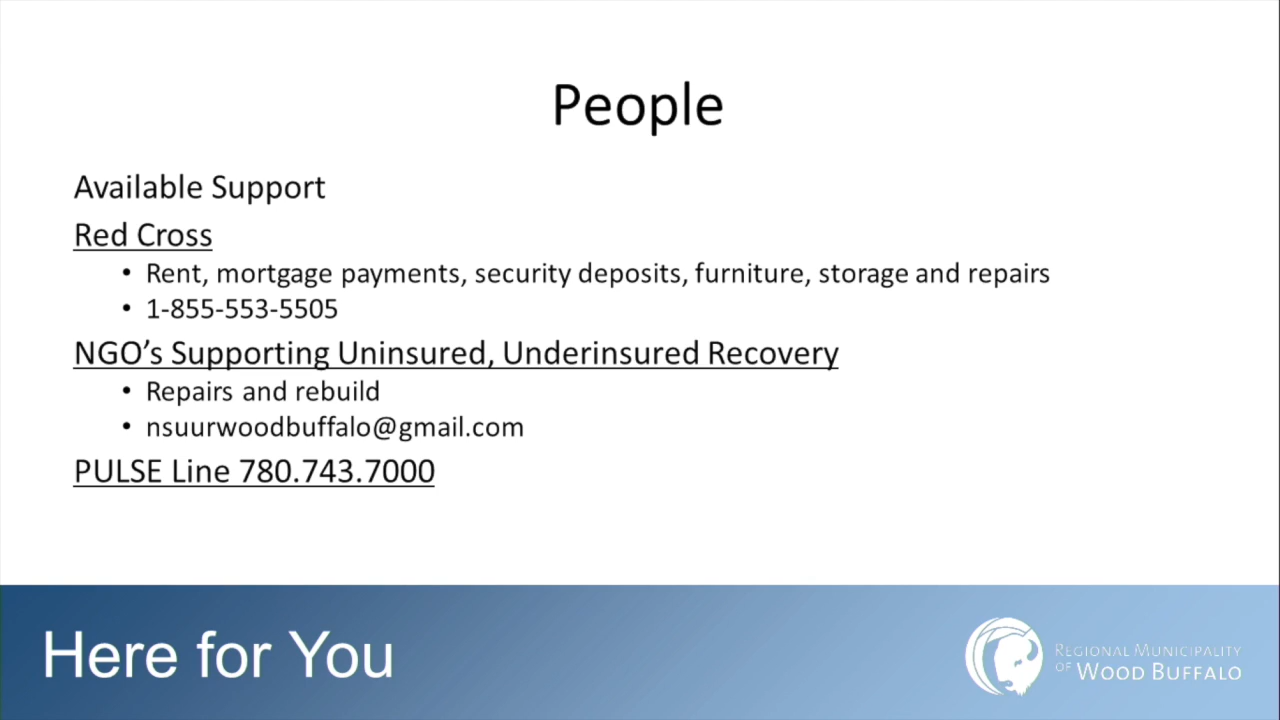 People
Available Support
Red Cross
• Rent, mortgage payments, security deposits, furniture, storage and repairs
• 1-855-553-5505
NGO’s Supporting Uninsured, Underinsured Recovery
• Repairs and rebuild
• nsuurwoodbuffalo@gmail.com
PULSE Line 780.743.7000
Here for You
REGIONAL MUNICIPALITY
OF WOOD BUFFALO